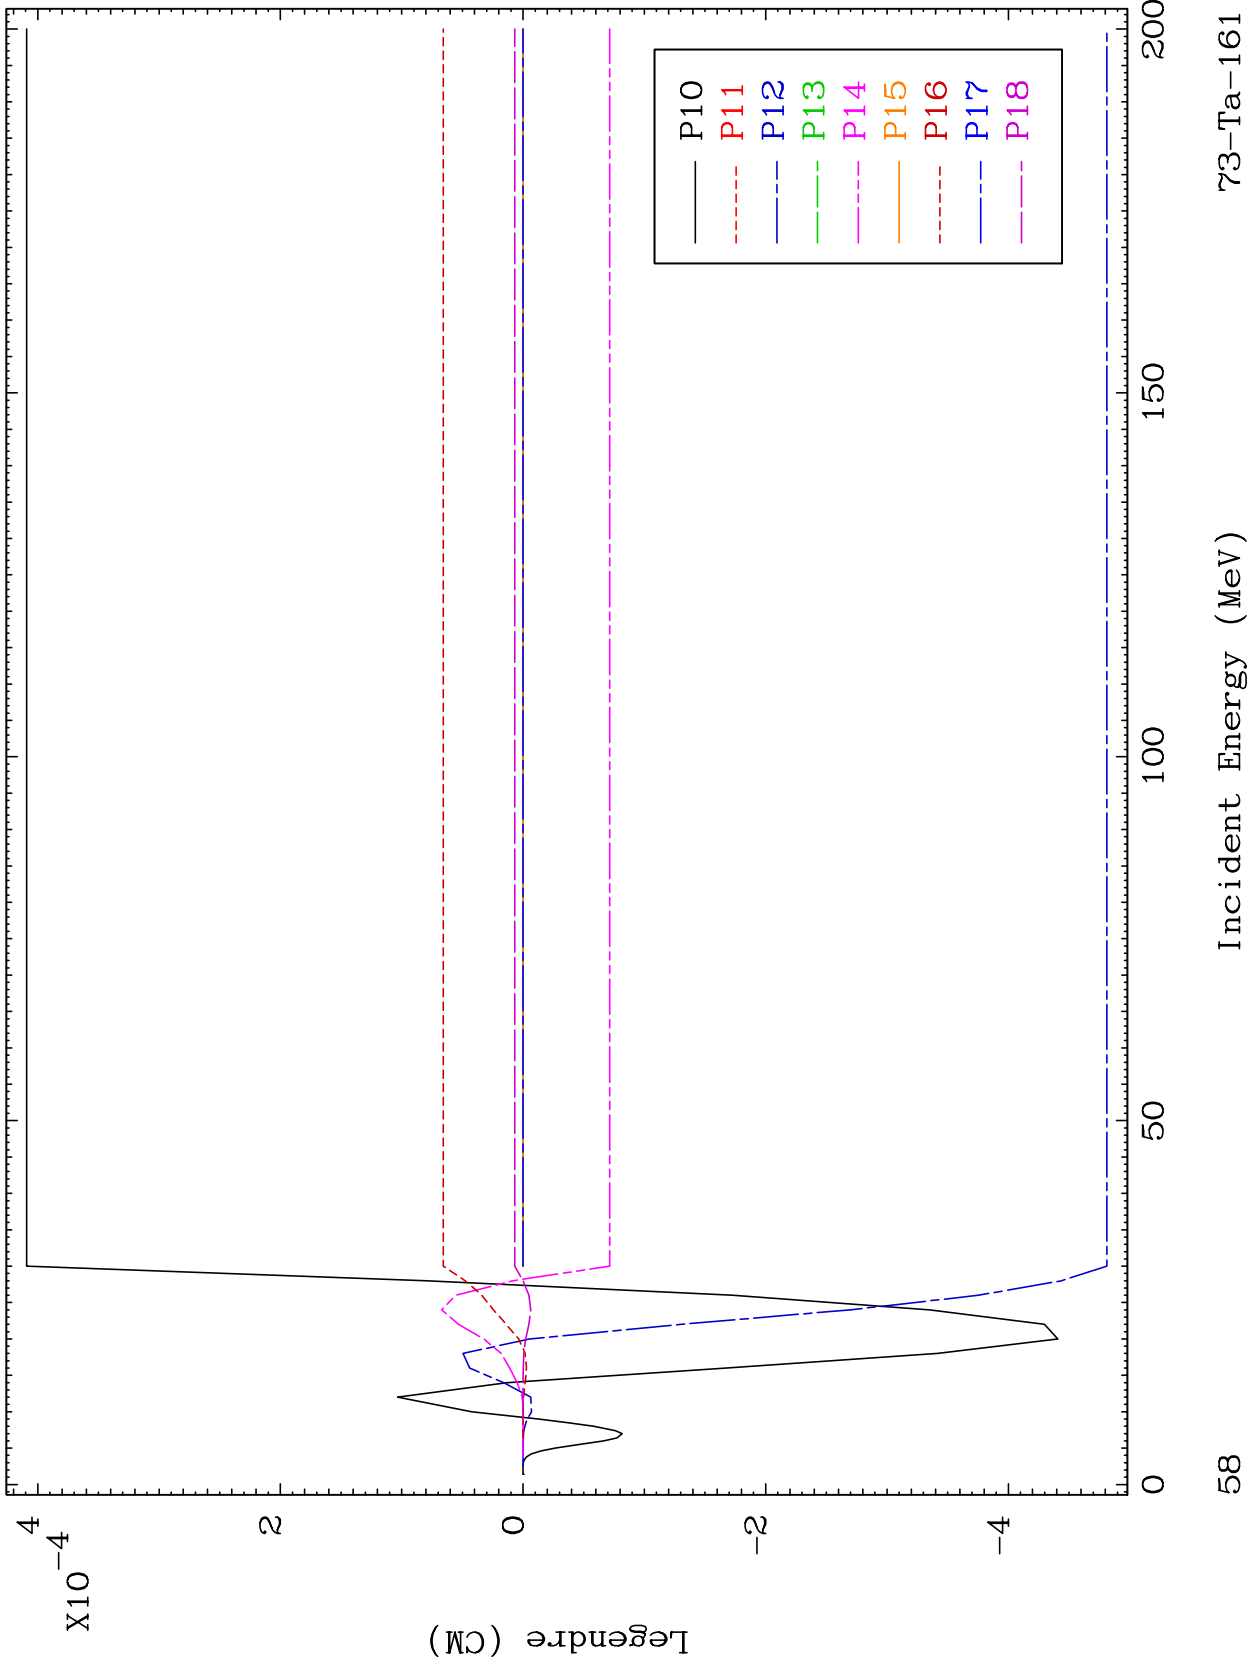 X10⁻⁴
4
2
0
-2
-4
Legendre (CM)
0
50
100
150
200
Incident Energy (MeV)
P10
P11
P12
P13
P14
P15
P16
P17
P18
58
73-Ta-161